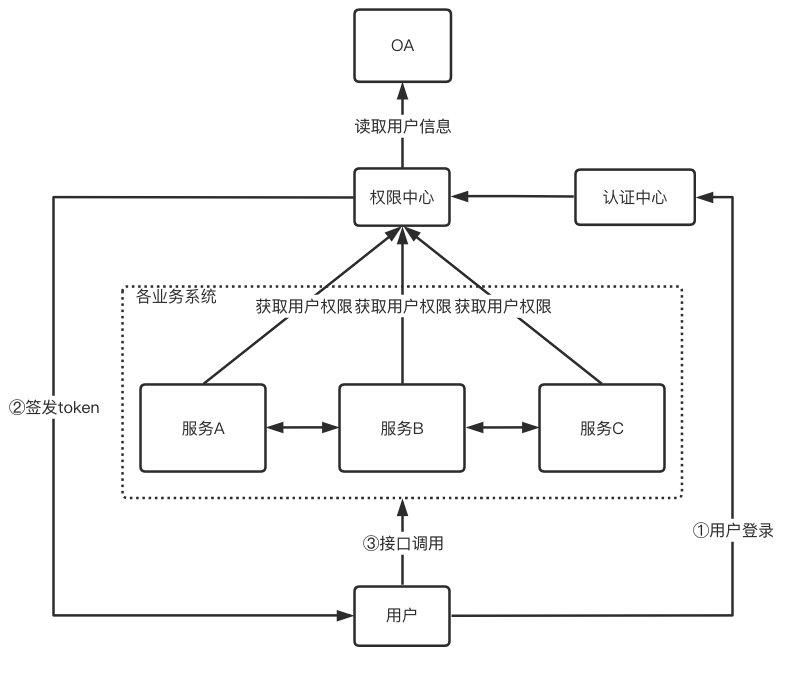 OA
读取用户信息
权限中心
认证中心
各业务系统
获取用户权限
获取用户权限
获取用户权限
②签发token
服务A
服务B
服务C
①用户登录
③接口调用
用户